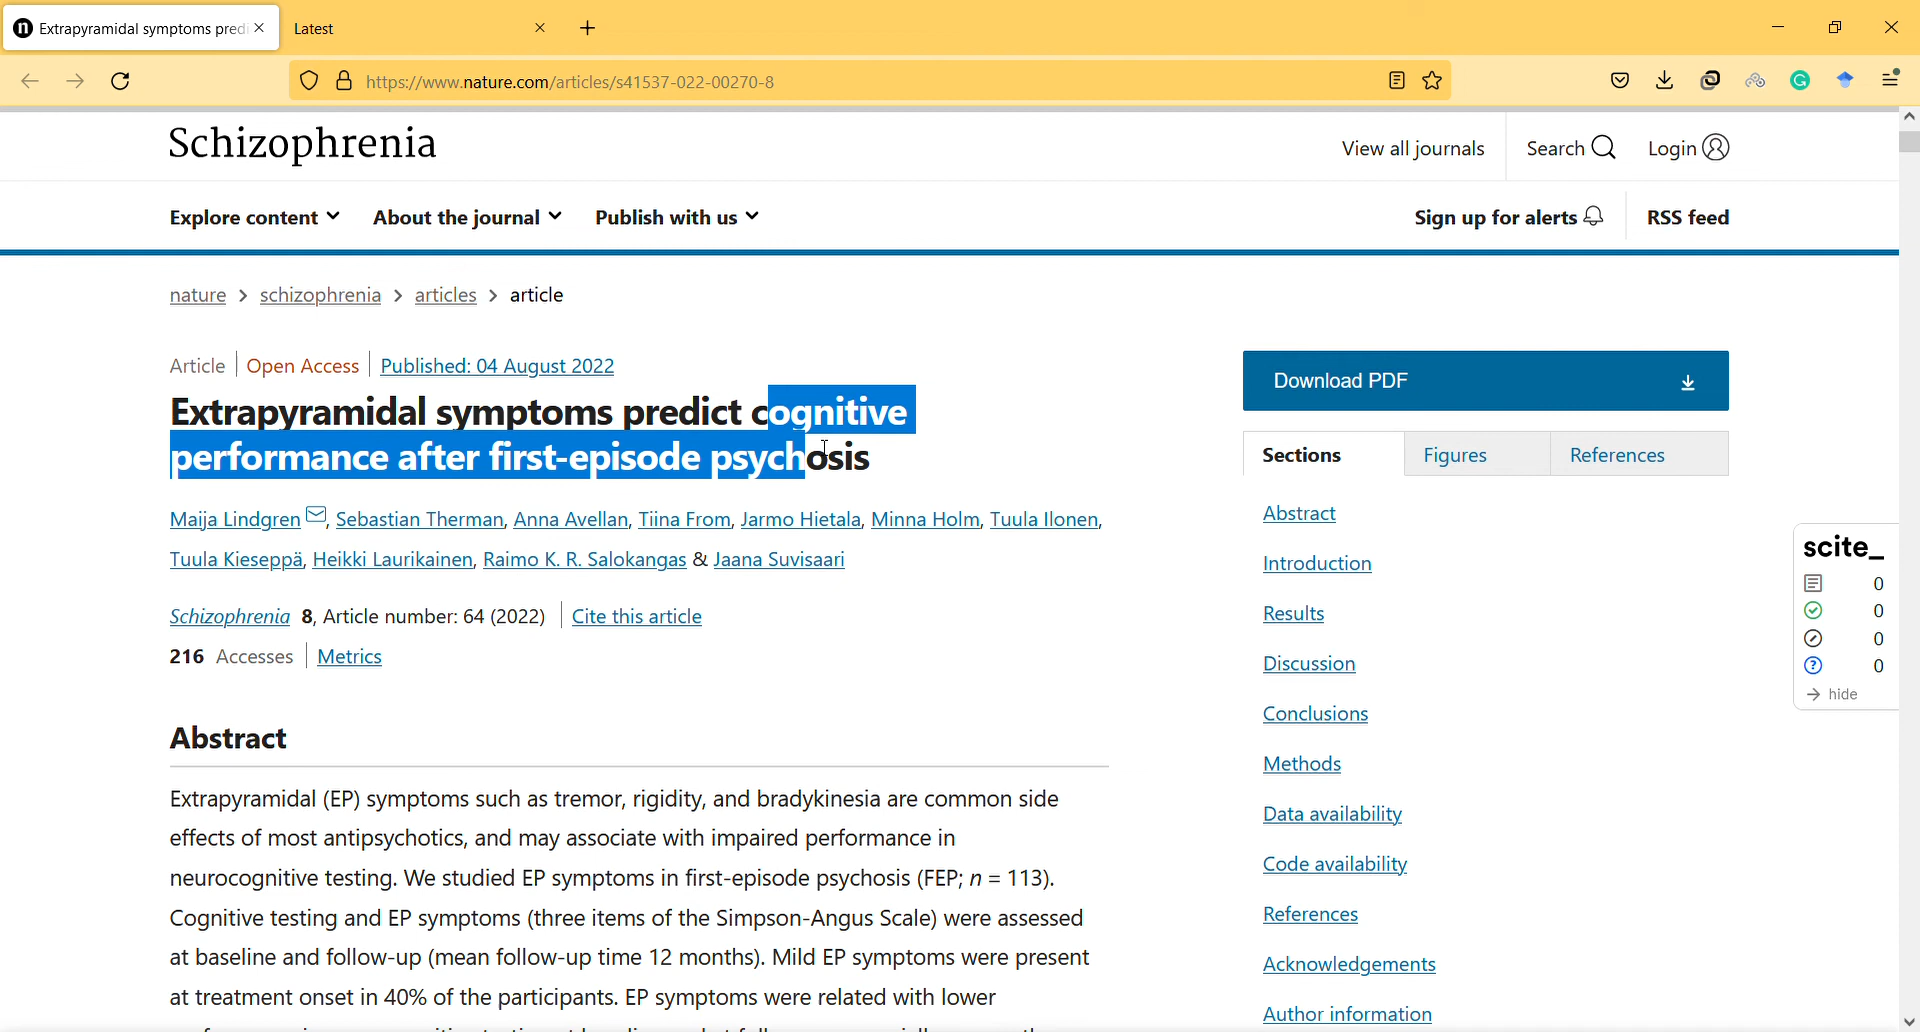 Extrapyramidal symptoms pred
Latest
https://www.nature.com/articles/s41537-022-00270-8
Schizophrenia
View all journals
Search
Login
Explore content
About the journal
Publish with us
Sign up for alerts
RSS feed
nature > schizophrenia > articles > article
Article | Open Access | Published: 04 August 2022
Extrapyramidal symptoms predict cognitive
performance after first-episode psychosis
Maija Lindgren, Sebastian Therman, Anna Avellan, Tiina From, Jarmo Hietala, Minna Holm, Tuula Ilonen,
Tuula Kieseppä, Heikki Laurikainen, Raimo K. R. Salokangas & Jaana Suvisaari
Schizophrenia 8, Article number: 64 (2022) | Cite this article
216 Accesses | Metrics
Abstract
Extrapyramidal (EP) symptoms such as tremor, rigidity, and bradykinesia are common side
effects of most antipsychotics, and may associate with impaired performance in
neurocognitive testing. We studied EP symptoms in first-episode psychosis (FEP; n = 113).
Cognitive testing and EP symptoms (three items of the Simpson-Angus Scale) were assessed
at baseline and follow-up (mean follow-up time 12 months). Mild EP symptoms were present
at treatment onset in 40% of the participants. EP symptoms were related with lower
Download PDF
Sections
Figures
References
Abstract
Introduction
Results
Discussion
Conclusions
Methods
Data availability
Code availability
References
Acknowledgements
Author information
scite_
0
0
0
0
hide